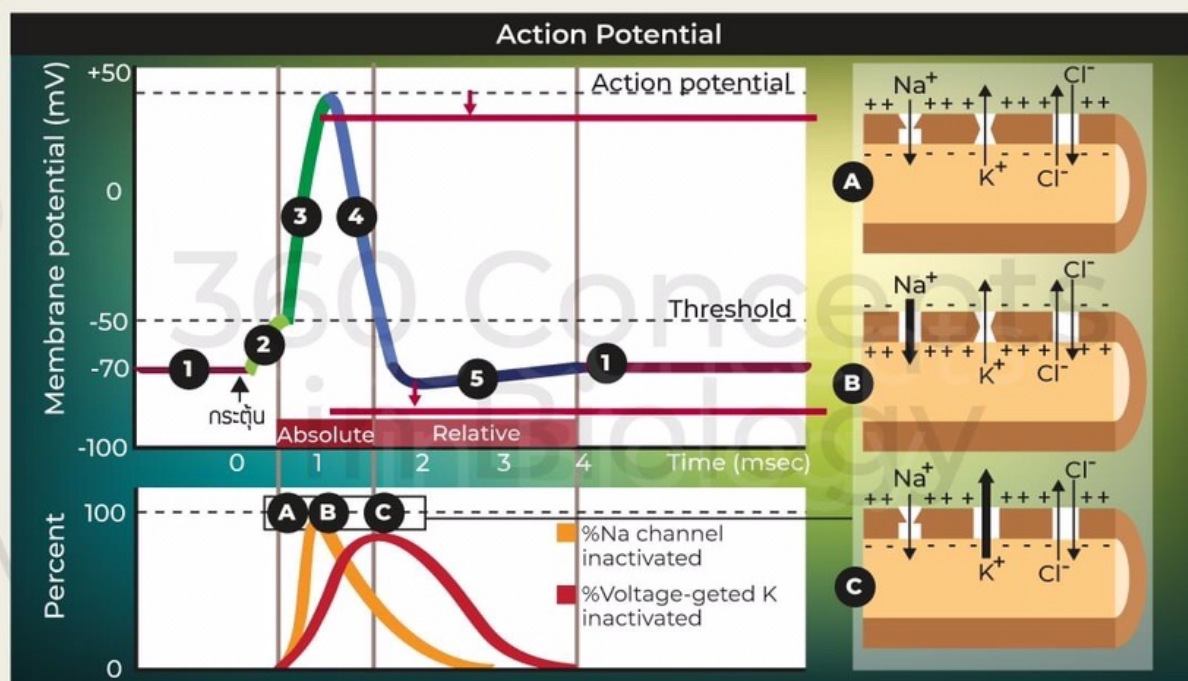 Action Potential
Membrane potential (mV)
+50
0
-50
-70
-100
Action potential
Threshold
1
2
3
4
5
1
กระตุ้น
Absolute
Relative
0
1
2
3
4
Time (msec)
Percent
100
0
A
B
C
%Na channel
inactivated
%Voltage-geted K
inactivated
Na⁺
Cl⁻
++ ++ ++ ++
- - - - - - - -
K⁺
Cl⁻
A
Na⁺
Cl⁻
++ ++ ++ ++
K⁺
Cl⁻
B
Na⁺
Cl⁻
++ ++ ++ ++
K⁺
Cl⁻
C
360 Concepts
in Biology